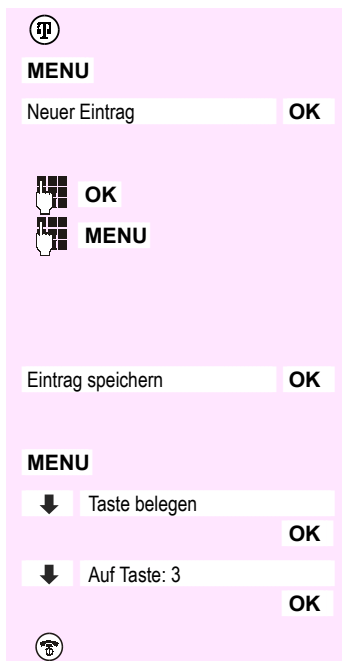 MENU
Neuer Eintrag OK
OK
MENU
Eintrag speichern OK
MENU
Taste belegen
OK
Auf Taste: 3
OK